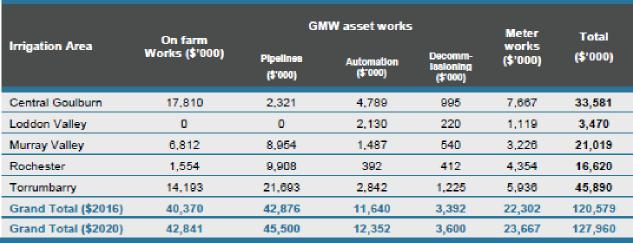 GMW asset works
Irrigation Area On farm Works ($'000) Pipelines ($'000) Automation ($'000) Decomm-issioning ($'000) Meter works ($'000) Total ($'000)
Central Goulburn 17,810 2,321 4,789 995 7,667 33,581
Loddon Valley 0 0 2,130 220 1,119 3,470
Murray Valley 6,812 8,954 1,487 540 3,226 21,019
Rochester 1,554 9,908 392 412 4,354 16,620
Torrumbarry 14,193 21,693 2,842 1,225 5,936 45,890
Grand Total ($2016) 40,370 42,876 11,640 3,392 22,302 120,579
Grand Total ($2020) 42,841 45,500 12,352 3,600 23,667 127,960